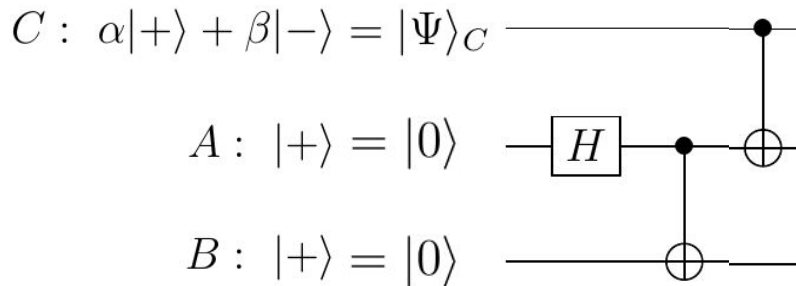 C : α|+⟩ + β|−⟩ = |Ψ⟩_C
A : |+⟩ = |0⟩ H
B : |+⟩ = |0⟩